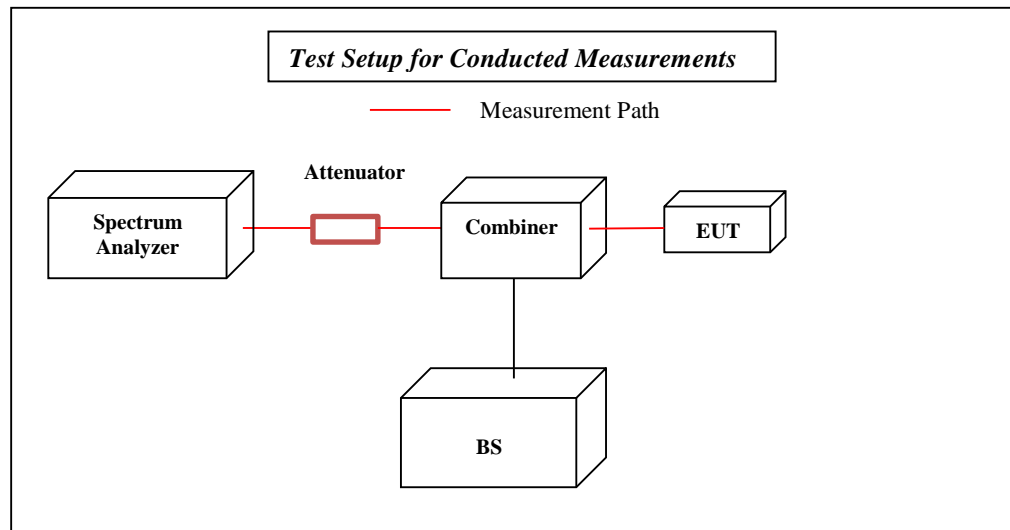 Test Setup for Conducted Measurements
Measurement Path
Attenuator
Spectrum
Analyzer
Combiner
EUT
BS